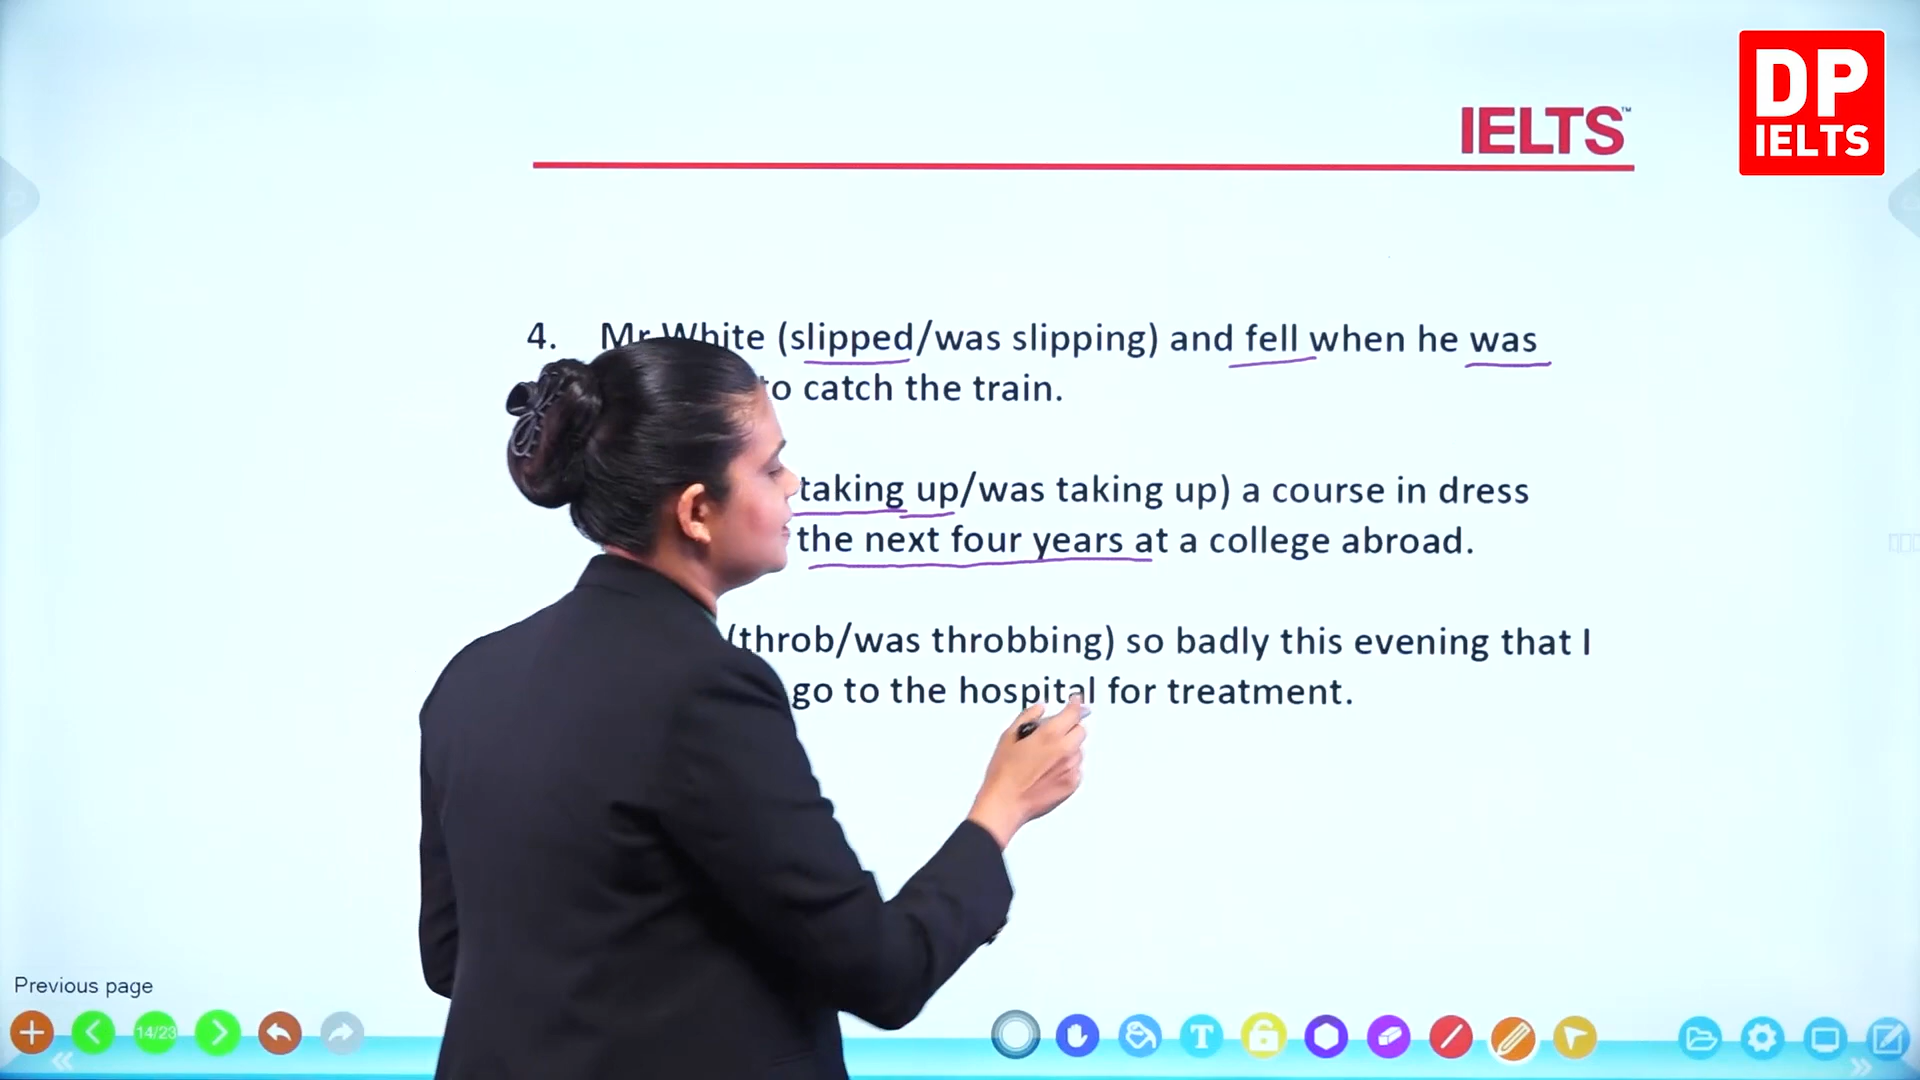 DP
IELTS
IELTS™
4. Mr White (slipped/was slipping) and fell when he was
to catch the train.
taking up/was taking up) a course in dress
the next four years at a college abroad.
(throb/was throbbing) so badly this evening that I
go to the hospital for treatment.
Previous page
14/23
T